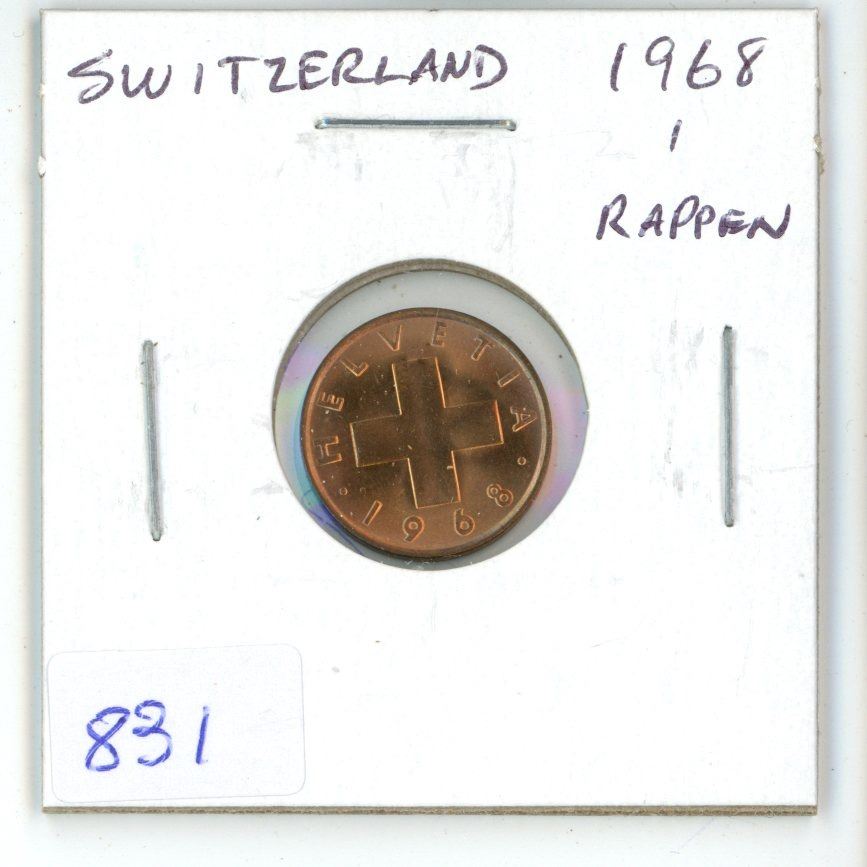 SWITZERLAND 1968
1
RAPPEN
HELVETIA
1968
831